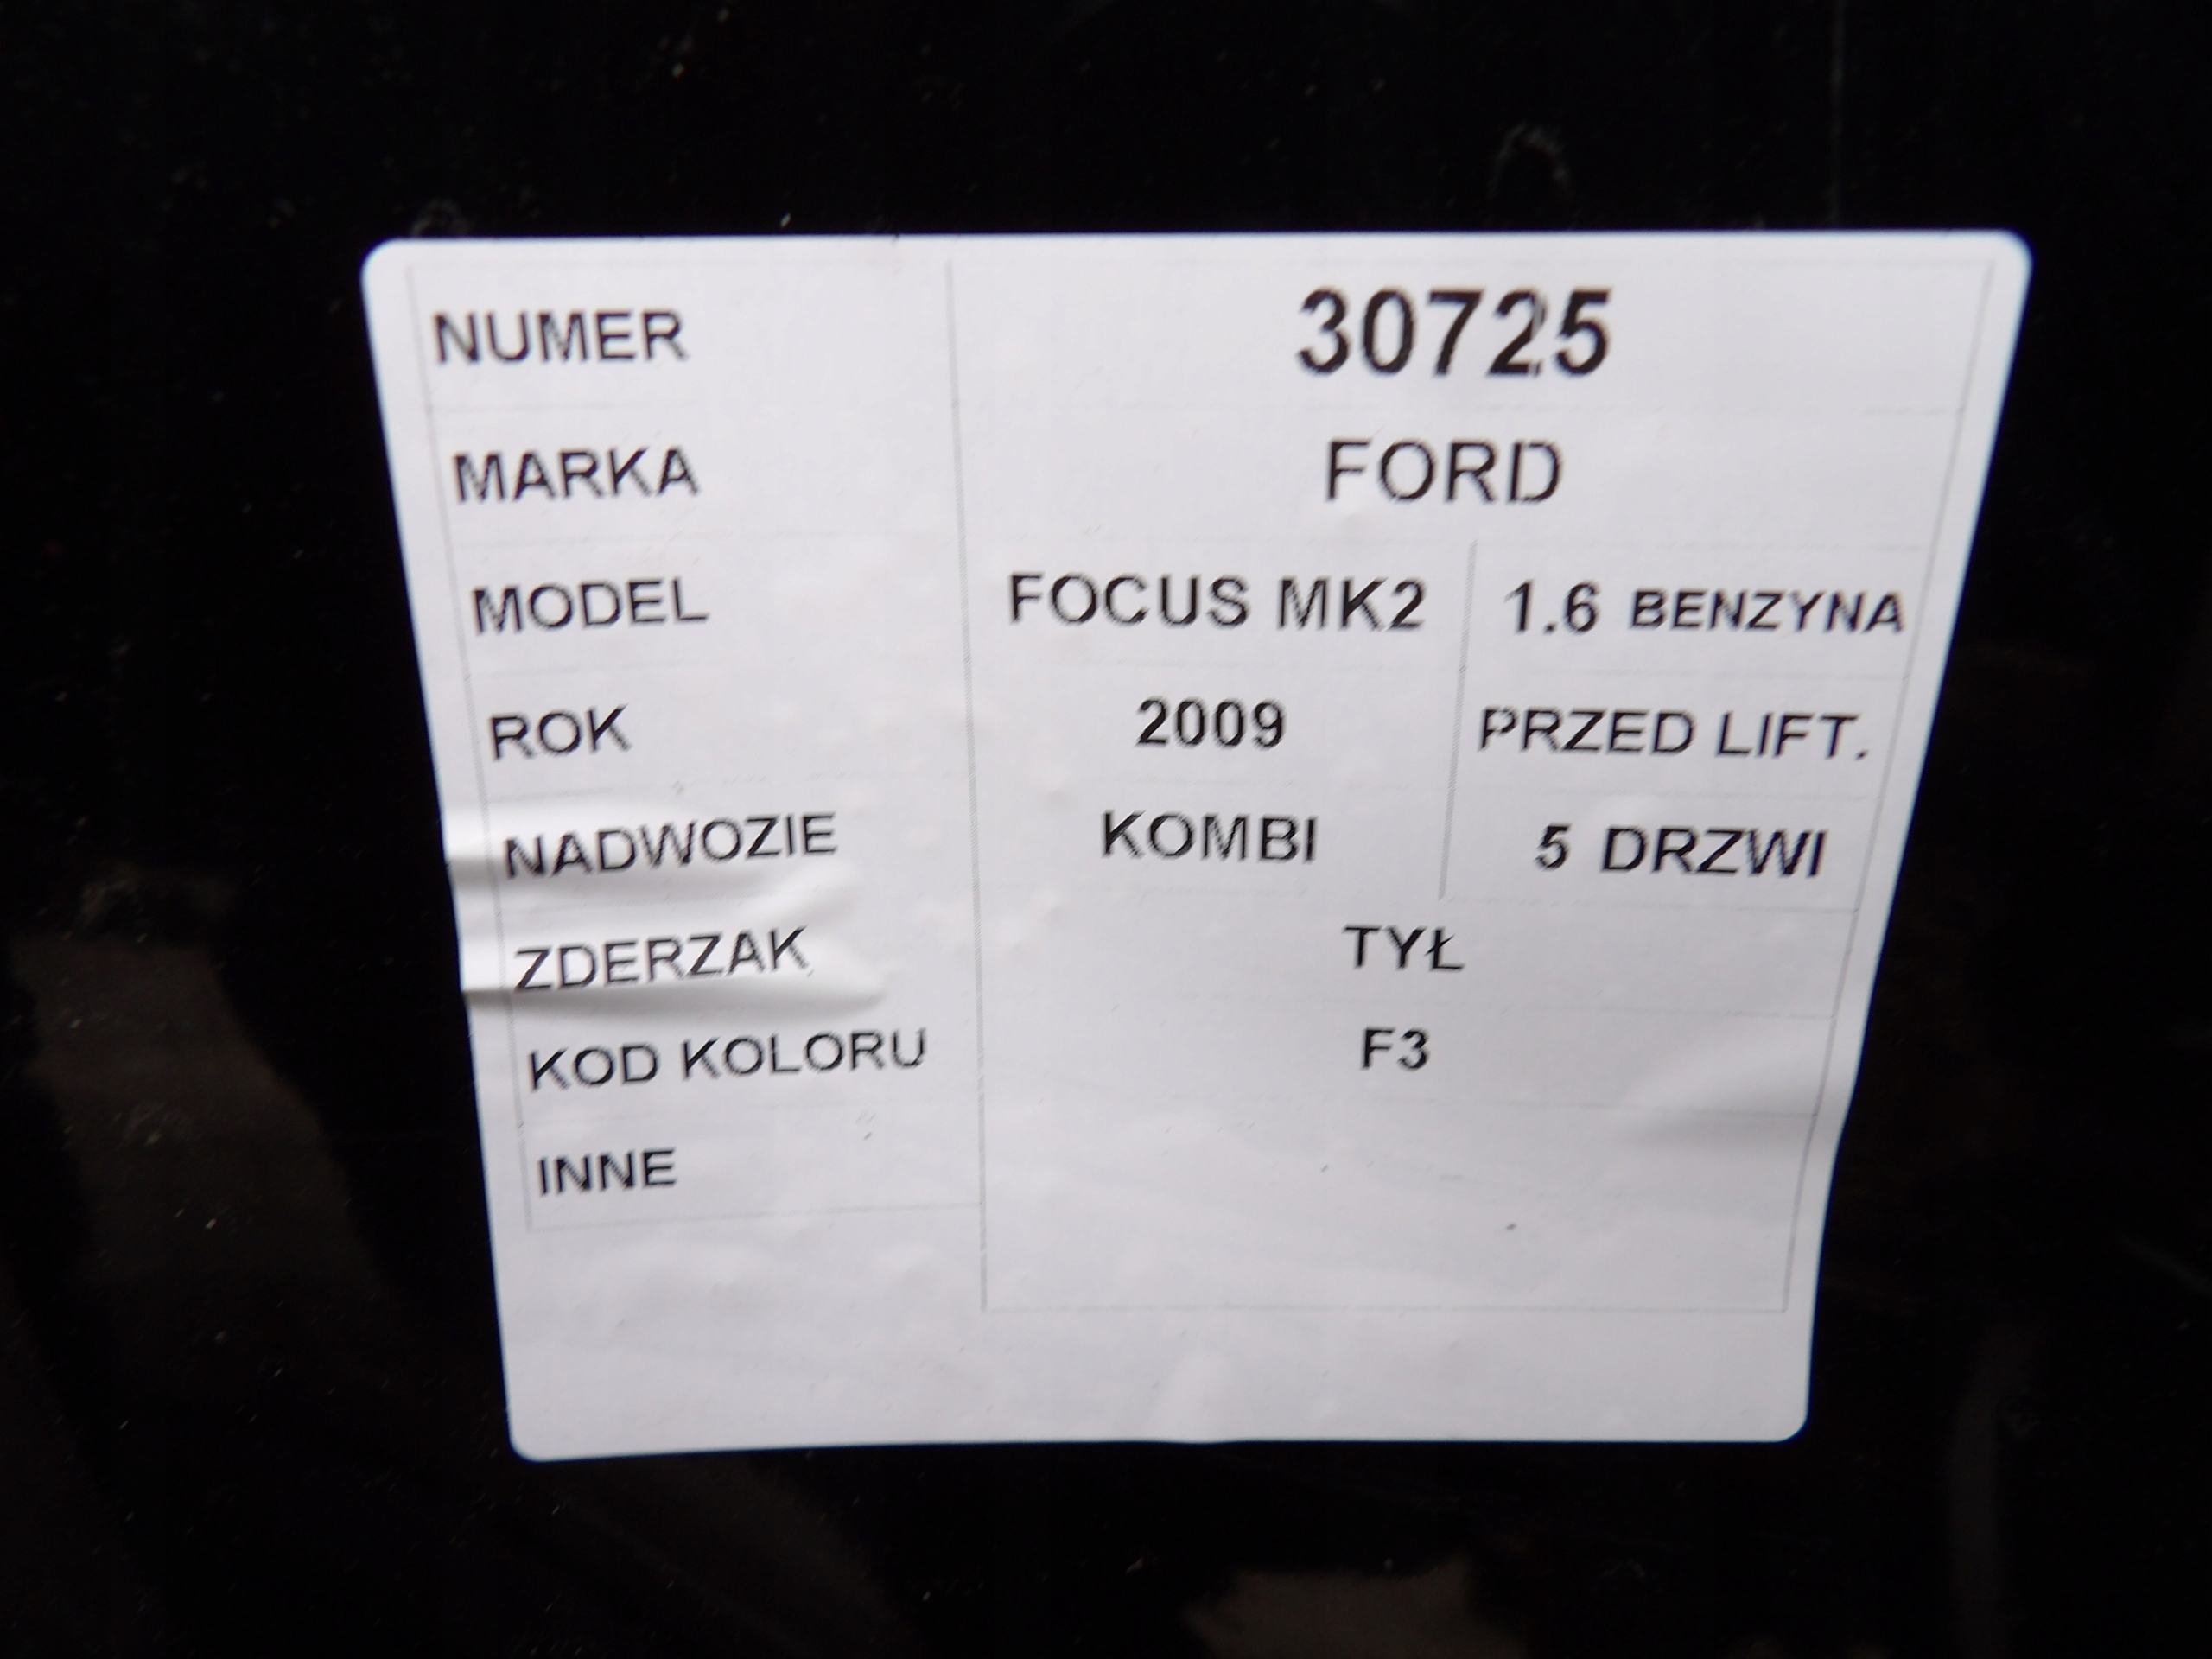 NUMER 30725
MARKA FORD
MODEL FOCUS MK2 1.6 BENZYNA
ROK 2009 PRZED LIFT.
NADWOZIE KOMBI 5 DRZWI
ZDERZAK TYŁ
KOD KOLORU F3
INNE